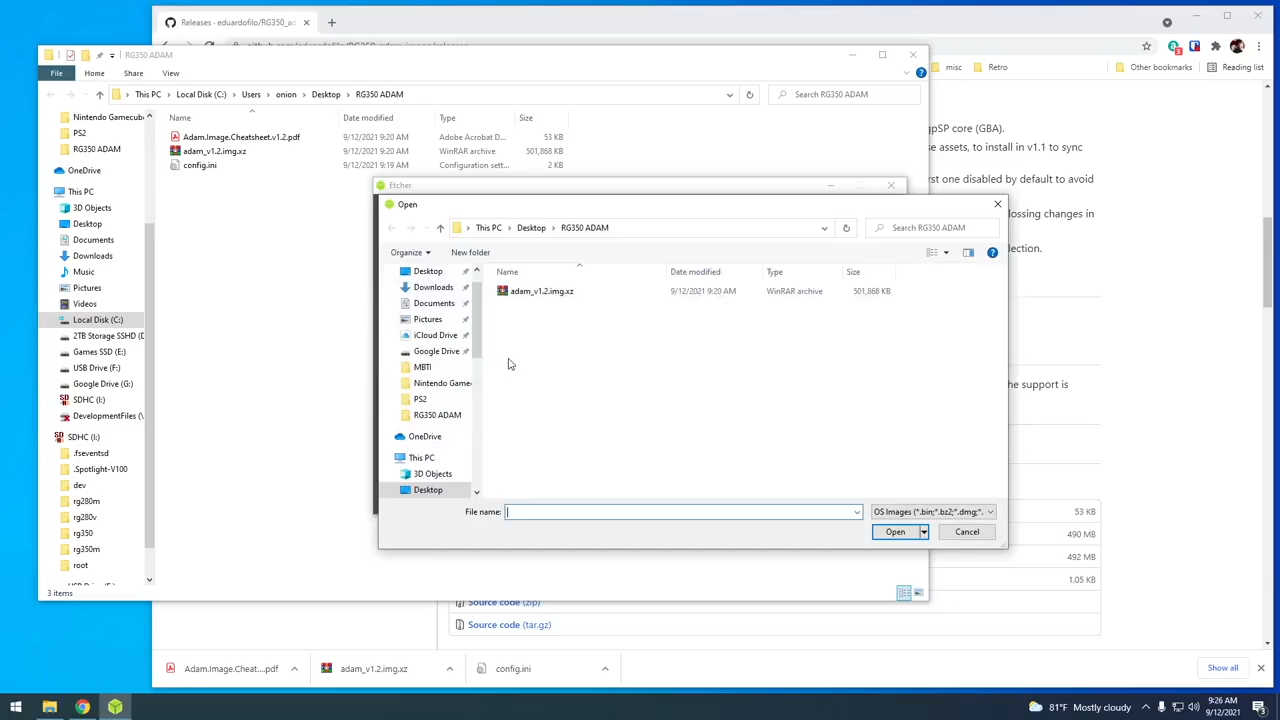 Releases - eduardofilo/RG350_ad
RG350 ADAM
File
Home
Share
View
misc
Retro
Other bookmarks
Reading list
This PC
Local Disk (C:)
Users
onion
Desktop
RG350 ADAM
Search RG350 ADAM
Nintendo Gamecub
PS2
RG350 ADAM
OneDrive
This PC
3D Objects
Desktop
Documents
Downloads
Music
Pictures
Videos
Local Disk (C:)
2TB Storage SSHD (D
Games SSD (E:)
USB Drive (F:)
Google Drive (G:)
SDHC (I:)
DevelopmentFiles (\
SDHC (I:)
.fseventsd
.Spotlight-V100
dev
rg280m
rg280v
rg350
rg350m
root
3 items
Name
Date modified
Type
Size
Adam.Image.Cheatsheet.v1.2.pdf
9/12/2021 9:20 AM
Adobe Acrobat D...
53 KB
adam_v1.2.img.xz
9/12/2021 9:20 AM
WinRAR archive
501,868 KB
config.ini
9/12/2021 9:19 AM
Configuration sett...
2 KB
Etcher
Open
This PC
Desktop
RG350 ADAM
Search RG350 ADAM
Organize
New folder
Desktop
Downloads
Documents
Pictures
iCloud Drive
Google Drive
MBTI
Nintendo Game
PS2
RG350 ADAM
OneDrive
This PC
3D Objects
Desktop
Name
Date modified
Type
Size
adam_v1.2.img.xz
9/12/2021 9:20 AM
WinRAR archive
501,868 KB
File name:
OS Images (*.bin;*.bz2;*.dmg;*.
Open
Cancel
gpSP core (GBA).
se assets, to install in v1.1 to sync
rst one disabled by default to avoid
lossing changes in
lection.
he support is
53 KB
490 MB
492 MB
1.05 KB
Source code (zip)
Source code (tar.gz)
Adam.Image.Cheat....pdf
adam_v1.2.img.xz
config.ini
Show all
81°F Mostly cloudy
9:26 AM
9/12/2021
3